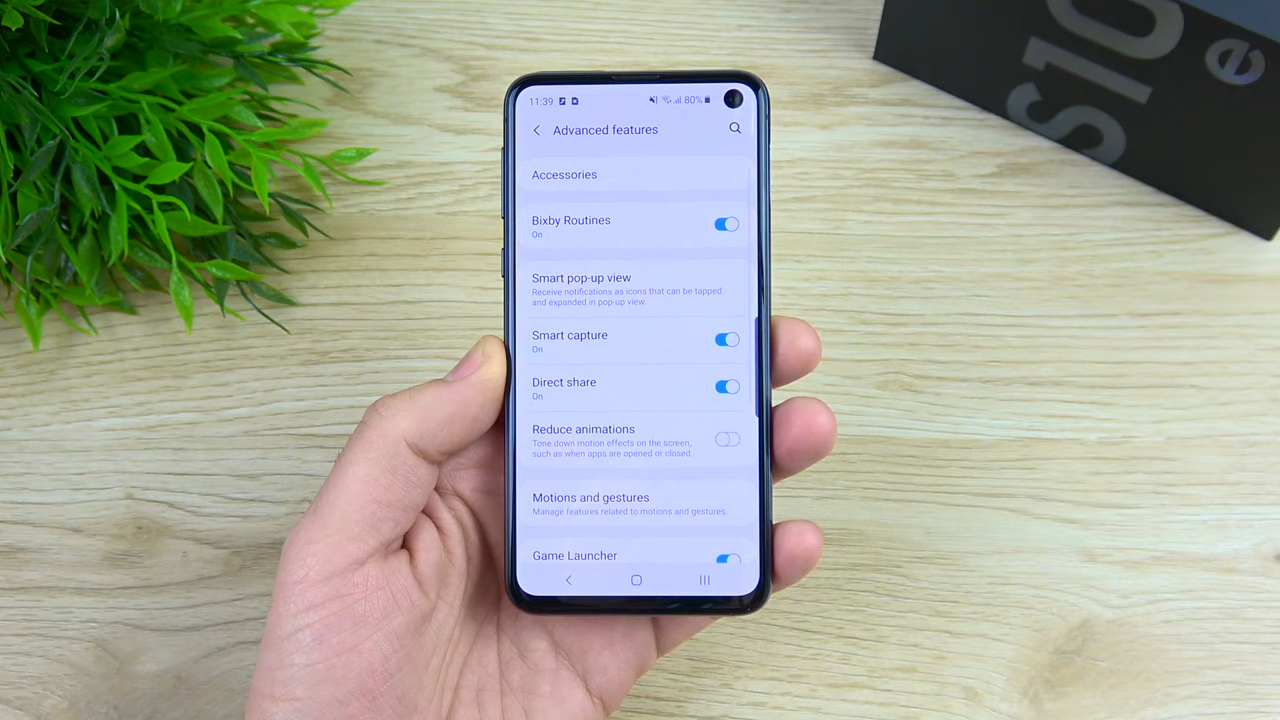 S10
e
11:39 80%
Advanced features
Accessories
Bixby Routines
On
Smart pop-up view
Receive notifications as icons that can be tapped
and expanded in pop-up view.
Smart capture
On
Direct share
On
Reduce animations
Tone down motion effects on the screen,
such as when apps are opened or closed.
Motions and gestures
Manage features related to motions and gestures.
Game Launcher